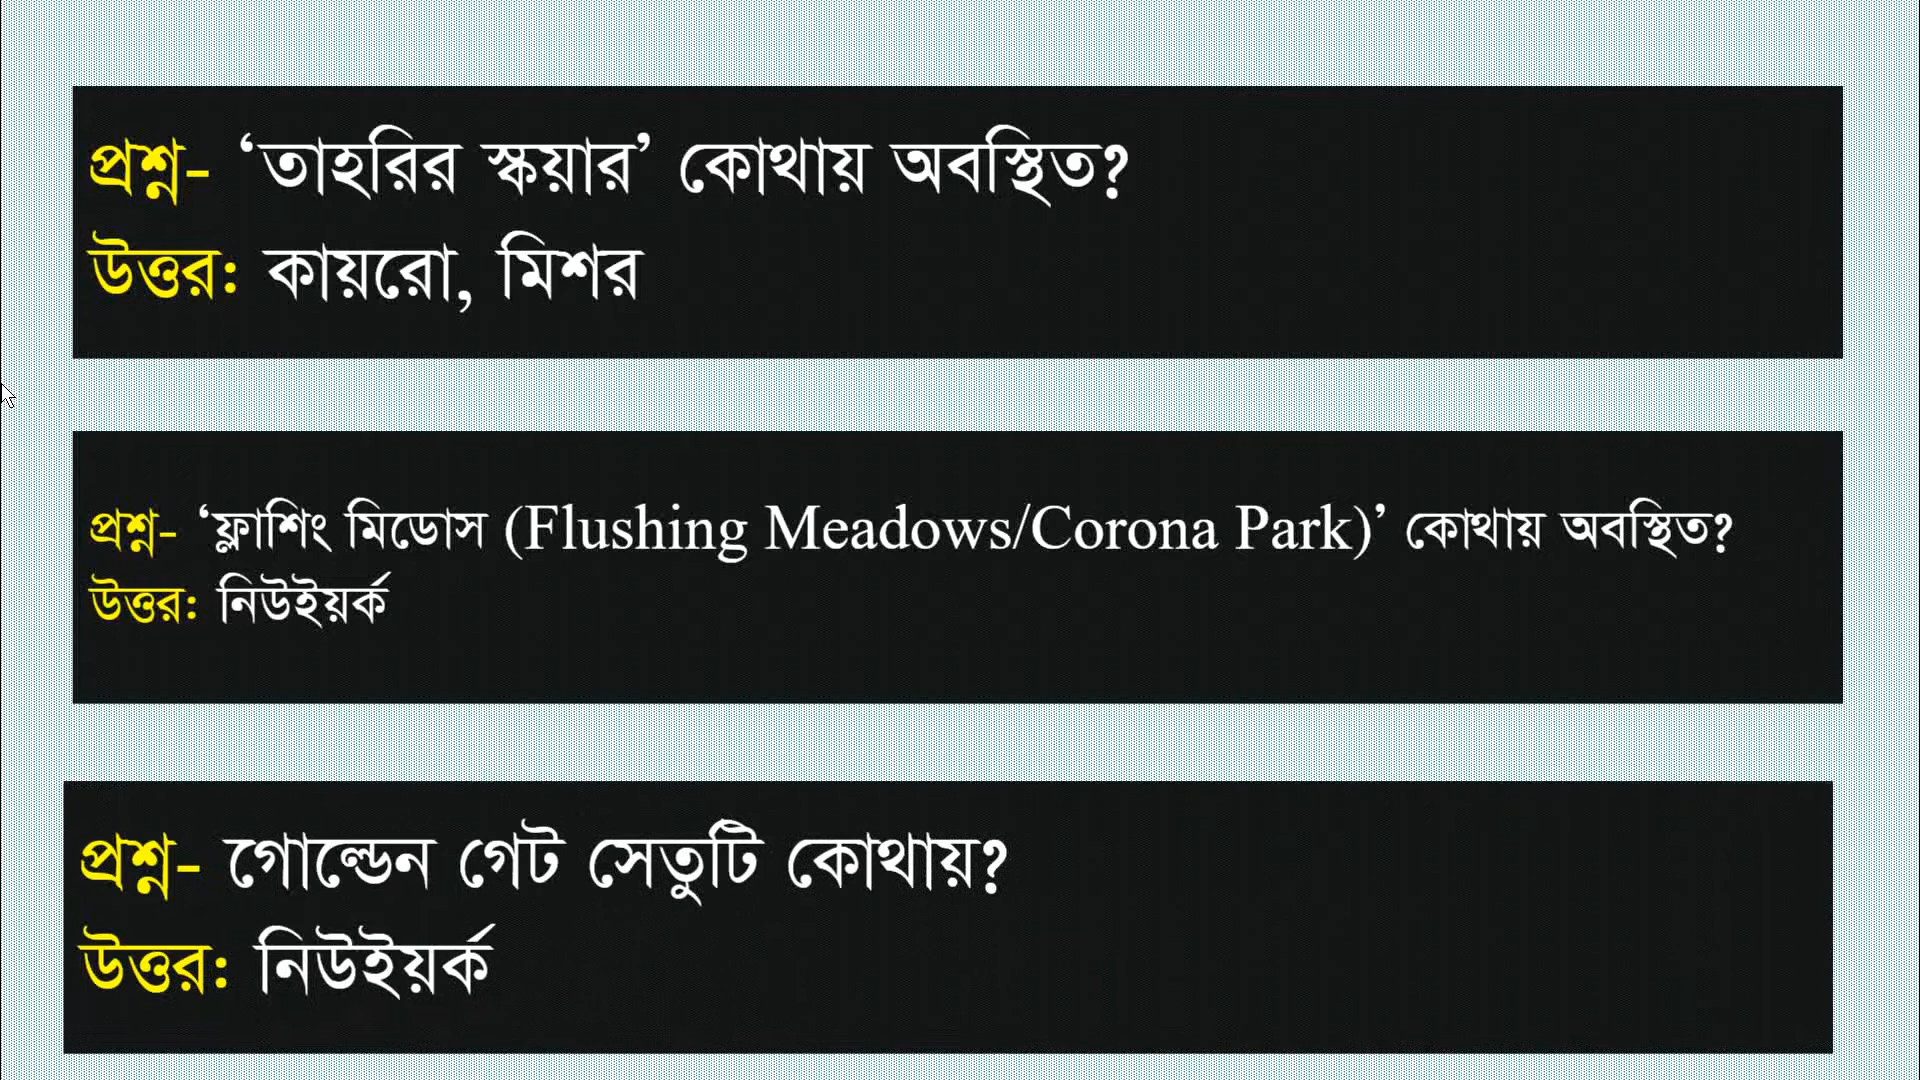 প্রশ্ন- ‘তাহরির স্কয়ার’ কোথায় অবস্থিত?
উত্তর: কায়রো, মিশর
প্রশ্ন- ‘ফ্লাশিং মিডোস (Flushing Meadows/Corona Park)’ কোথায় অবস্থিত?
উত্তর: নিউইয়র্ক
প্রশ্ন- গোল্ডেন গেট সেতুটি কোথায়?
উত্তর: নিউইয়র্ক